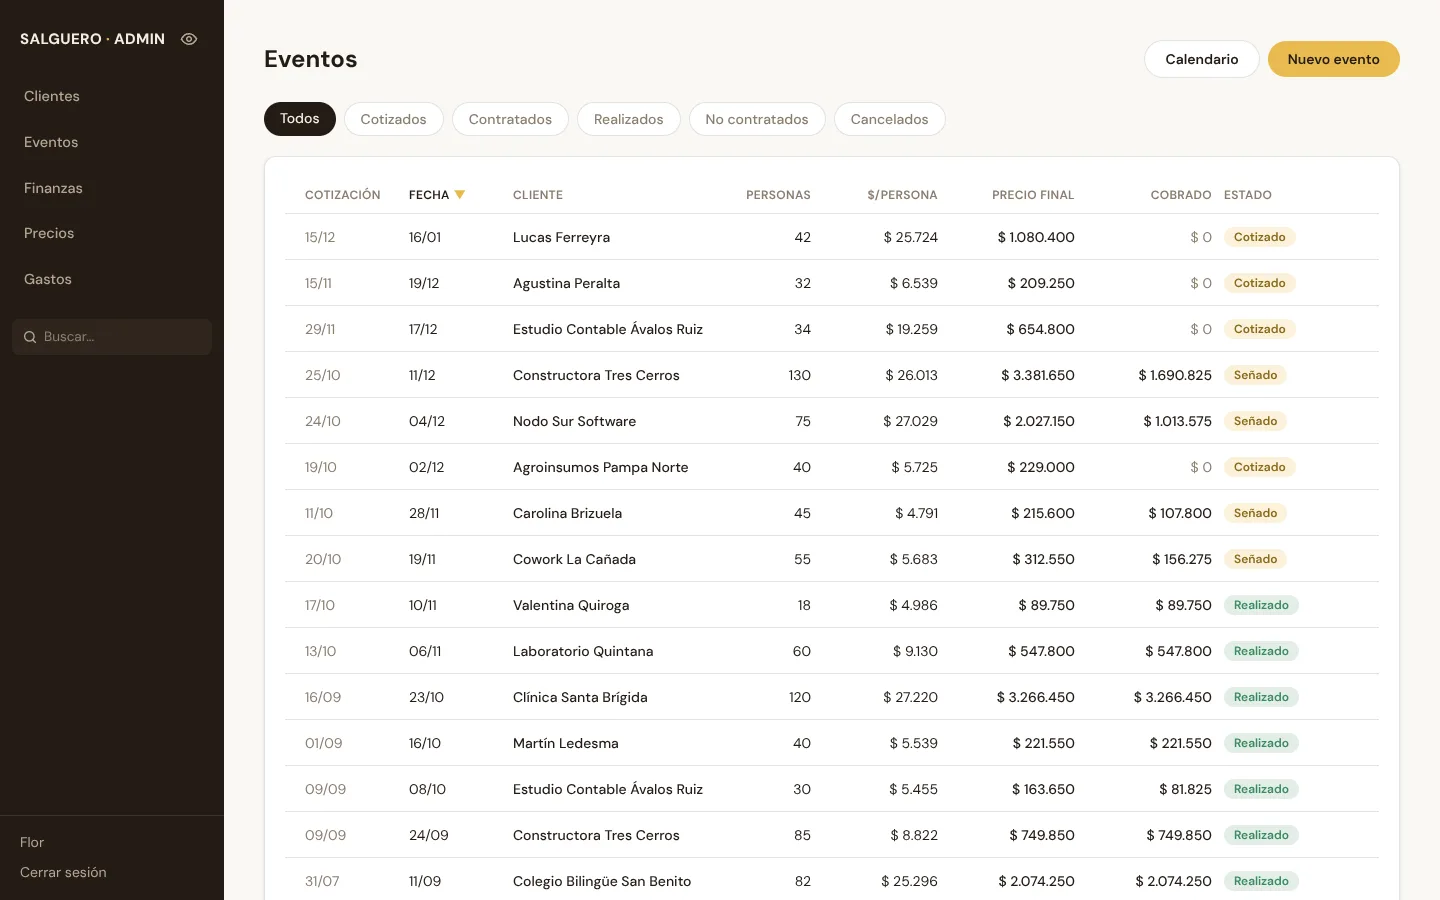 SALGUERO · ADMIN
Clientes
Eventos
Finanzas
Precios
Gastos
Buscar...
Flor
Cerrar sesión
Eventos
Calendario
Nuevo evento
Todos Cotizados Contratados Realizados No contratados Cancelados
COTIZACIÓN FECHA ▼ CLIENTE PERSONAS $/PERSONA PRECIO FINAL COBRADO ESTADO
15/12 16/01 Lucas Ferreyra 42 $ 25.724 $ 1.080.400 $ 0 Cotizado
15/11 19/12 Agustina Peralta 32 $ 6.539 $ 209.250 $ 0 Cotizado
29/11 17/12 Estudio Contable Ávalos Ruiz 34 $ 19.259 $ 654.800 $ 0 Cotizado
25/10 11/12 Constructora Tres Cerros 130 $ 26.013 $ 3.381.650 $ 1.690.825 Señado
24/10 04/12 Nodo Sur Software 75 $ 27.029 $ 2.027.150 $ 1.013.575 Señado
19/10 02/12 Agroinsumos Pampa Norte 40 $ 5.725 $ 229.000 $ 0 Cotizado
11/10 28/11 Carolina Brizuela 45 $ 4.791 $ 215.600 $ 107.800 Señado
20/10 19/11 Cowork La Cañada 55 $ 5.683 $ 312.550 $ 156.275 Señado
17/10 10/11 Valentina Quiroga 18 $ 4.986 $ 89.750 $ 89.750 Realizado
13/10 06/11 Laboratorio Quintana 60 $ 9.130 $ 547.800 $ 547.800 Realizado
16/09 23/10 Clínica Santa Brígida 120 $ 27.220 $ 3.266.450 $ 3.266.450 Realizado
01/09 16/10 Martín Ledesma 40 $ 5.539 $ 221.550 $ 221.550 Realizado
09/09 08/10 Estudio Contable Ávalos Ruiz 30 $ 5.455 $ 163.650 $ 81.825 Realizado
09/09 24/09 Constructora Tres Cerros 85 $ 8.822 $ 749.850 $ 749.850 Realizado
31/07 11/09 Colegio Bilingüe San Benito 82 $ 25.296 $ 2.074.250 $ 2.074.250 Realizado